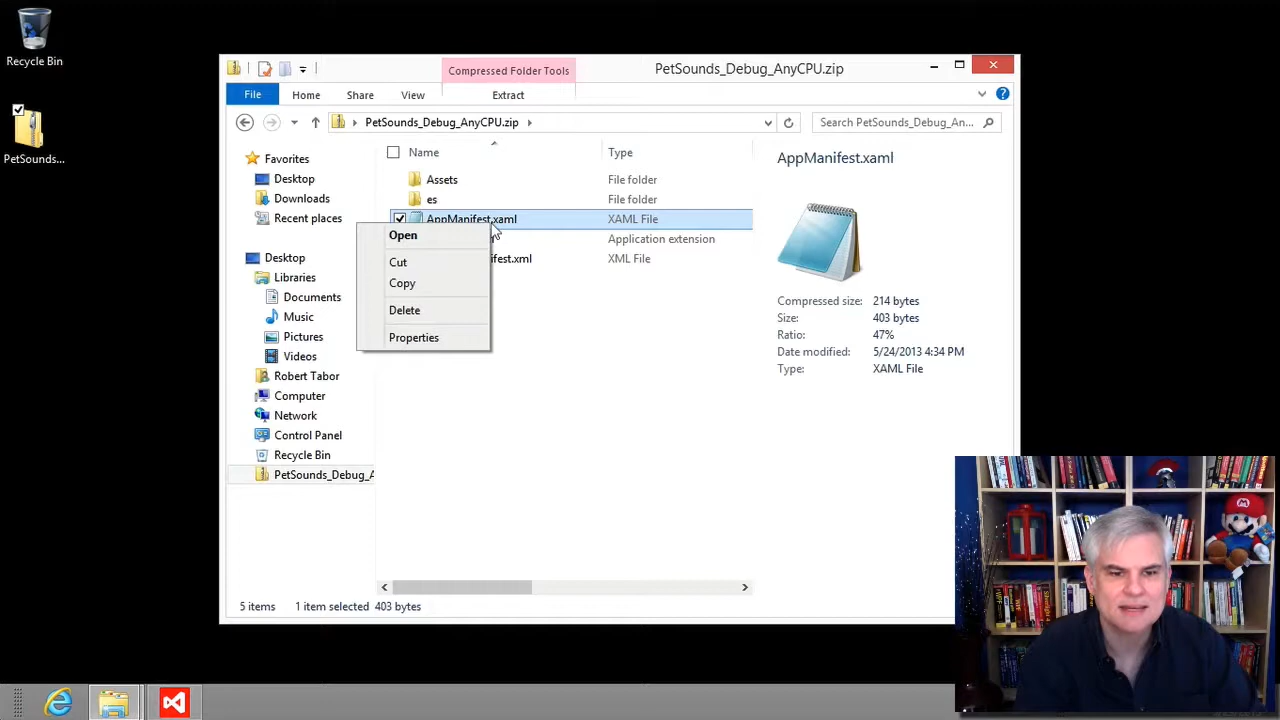 Recycle Bin
PetSounds...
Compressed Folder Tools
PetSounds_Debug_AnyCPU.zip
File
Home
Share
View
Extract
PetSounds_Debug_AnyCPU.zip
Search PetSounds_Debug_An...
Favorites
Desktop
Downloads
Recent places
Desktop
Libraries
Documents
Music
Pictures
Videos
Robert Tabor
Computer
Network
Control Panel
Recycle Bin
PetSounds_Debug_A
Name
Type
Assets
File folder
es
File folder
AppManifest.xaml
XAML File
Application extension
ifest.xml
XML File
Open
Cut
Copy
Delete
Properties
AppManifest.xaml
Compressed size: 214 bytes
Size: 403 bytes
Ratio: 47%
Date modified: 5/24/2013 4:34 PM
Type: XAML File
5 items 1 item selected 403 bytes